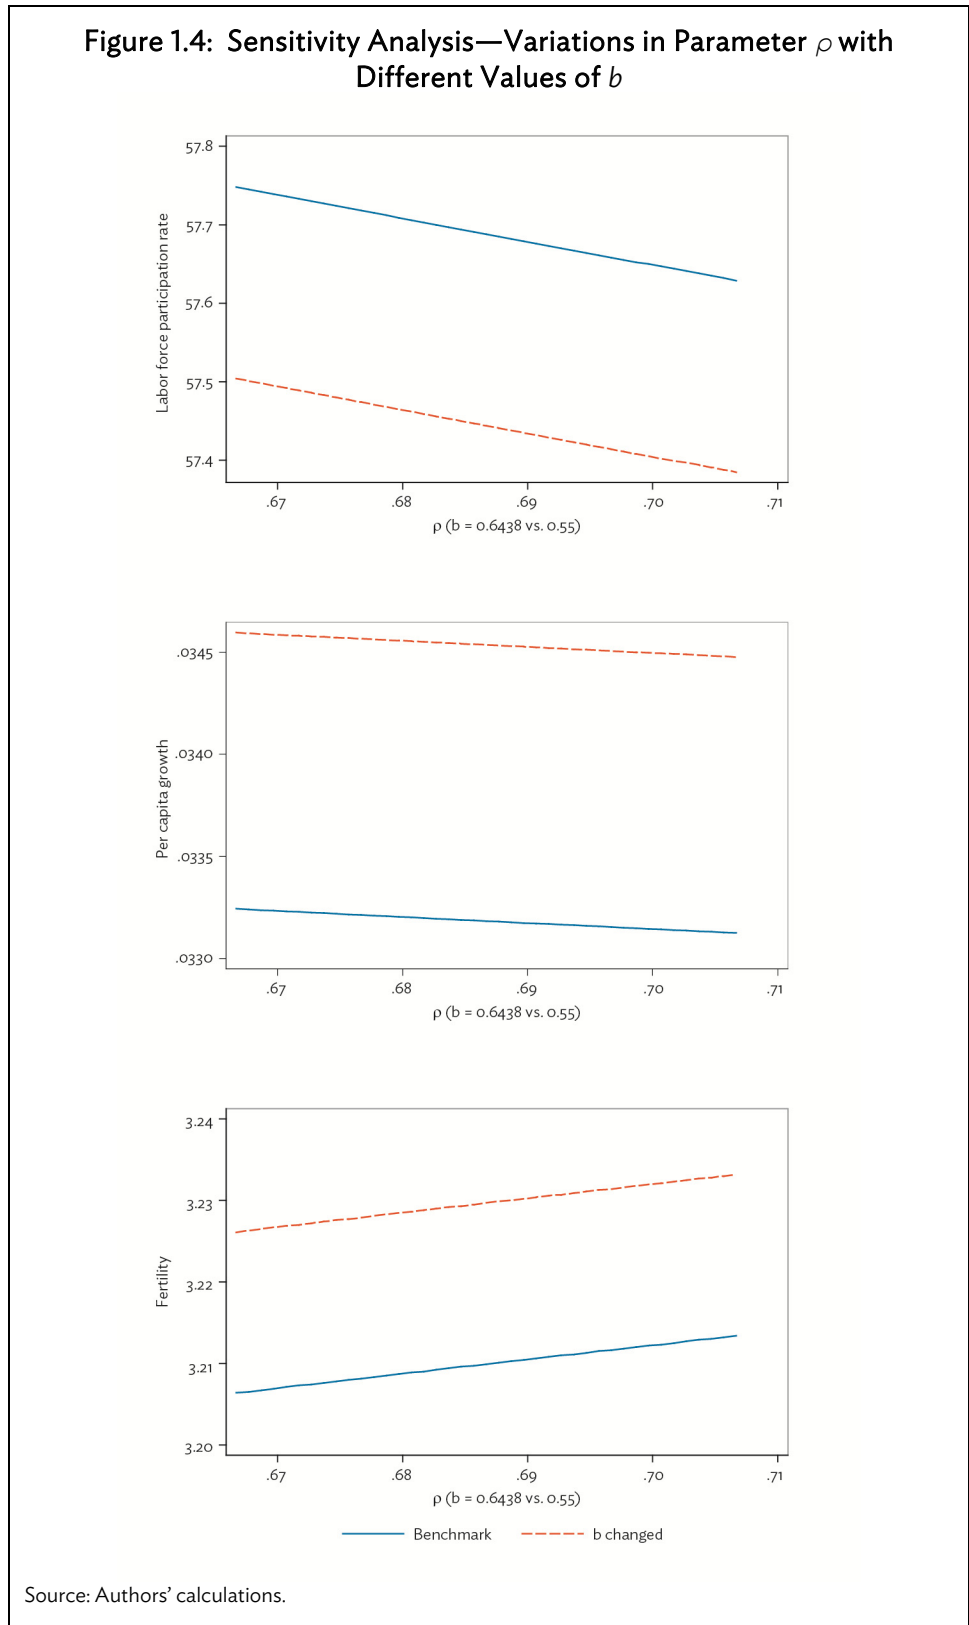 Figure 1.4: Sensitivity Analysis—Variations in Parameter ρ with
Different Values of b
57.8
57.7
57.6
57.5
57.4
Labor force participation rate
.67 .68 .69 .70 .71
ρ (b = 0.6438 vs. 0.55)
.0345
.0340
.0335
.0330
Per capita growth
.67 .68 .69 .70 .71
ρ (b = 0.6438 vs. 0.55)
3.24
3.23
3.22
3.21
3.20
Fertility
.67 .68 .69 .70 .71
ρ (b = 0.6438 vs. 0.55)
Benchmark b changed
Source: Authors’ calculations.